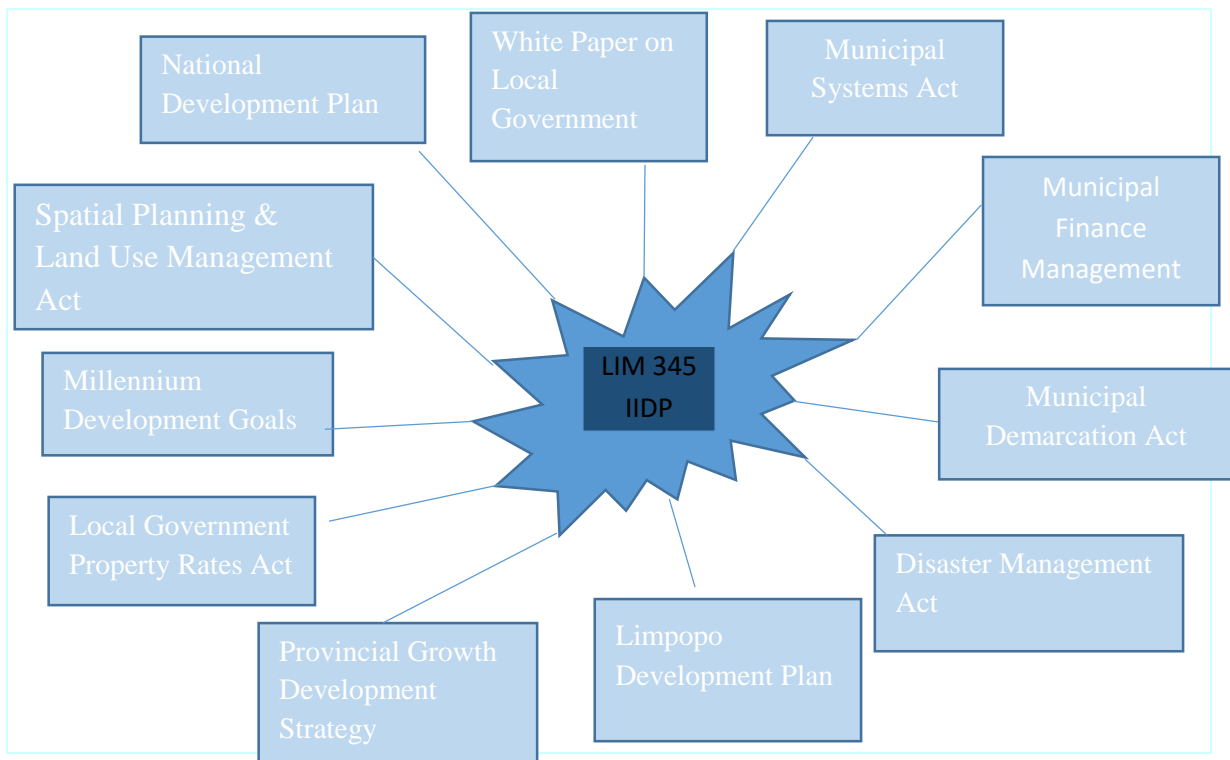 National
Development Plan
White Paper on
Local
Government
Municipal
Systems Act
Spatial Planning &
Land Use Management
Act
Municipal
Finance
Management
LIM 345
IIDP
Millennium
Development Goals
Municipal
Demarcation Act
Local Government
Property Rates Act
Disaster Management
Act
Provincial Growth
Development
Strategy
Limpopo
Development Plan